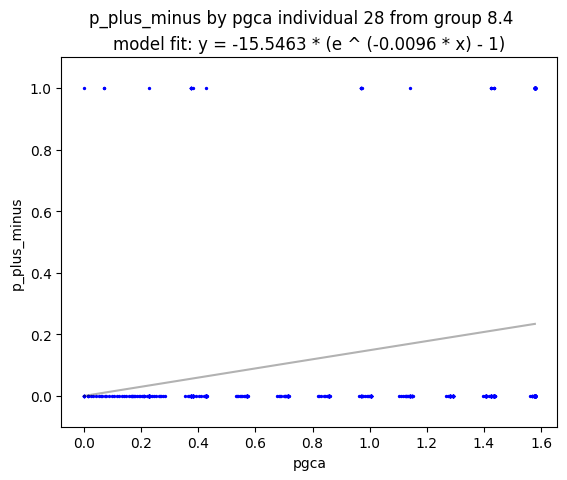 p_plus_minus by pgca individual 28 from group 8.4
model fit: y = -15.5463 * (e ^ (-0.0096 * x) - 1)
1.0
0.8
0.6
0.4
0.2
0.0
p_plus_minus
0.0 0.2 0.4 0.6 0.8 1.0 1.2 1.4 1.6
pgca